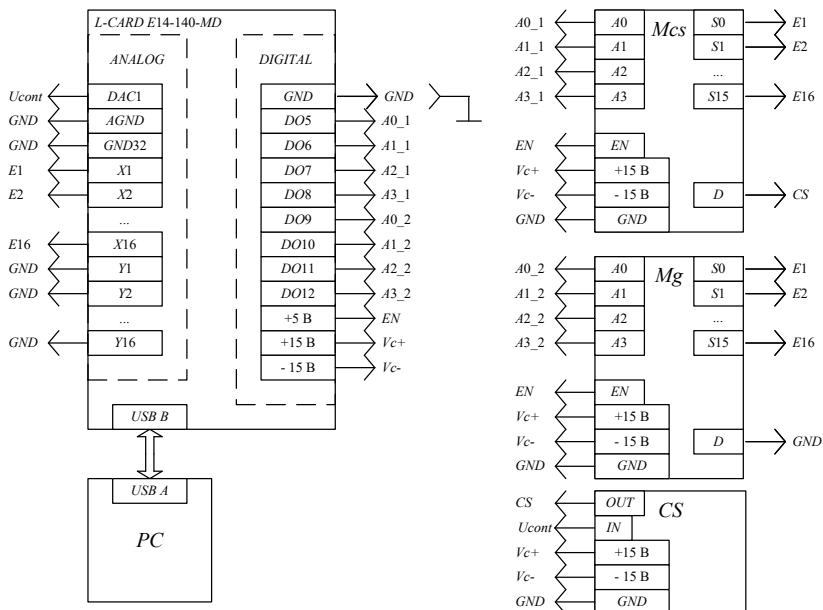 L-CARD E14-140-MD
ANALOG
DIGITAL
Ucont DAC1
GND AGND
GND GND32
E1 X1
E2 X2
...
E16 X16
GND Y1
GND Y2
...
GND Y16
GND GND
DO5 A0_1
DO6 A1_1
DO7 A2_1
DO8 A3_1
DO9 A0_2
DO10 A1_2
DO11 A2_2
DO12 A3_2
+5 В EN
+15 В Vc+
- 15 В Vc-
USB B
USB A
PC
Mcs
A0_1 A0 S0 E1
A1_1 A1 S1 E2
A2_1 A2 ...
A3_1 A3 S15 E16
EN EN
Vc+ +15 В
Vc- - 15 В D CS
GND GND
Mg
A0_2 A0 S0 E1
A1_2 A1 S1 E2
A2_2 A2 ...
A3_2 A3 S15 E16
EN EN
Vc+ +15 В
Vc- - 15 В D GND
GND GND
CS
CS OUT
Ucont IN
Vc+ +15 В
Vc- - 15 В
GND GND